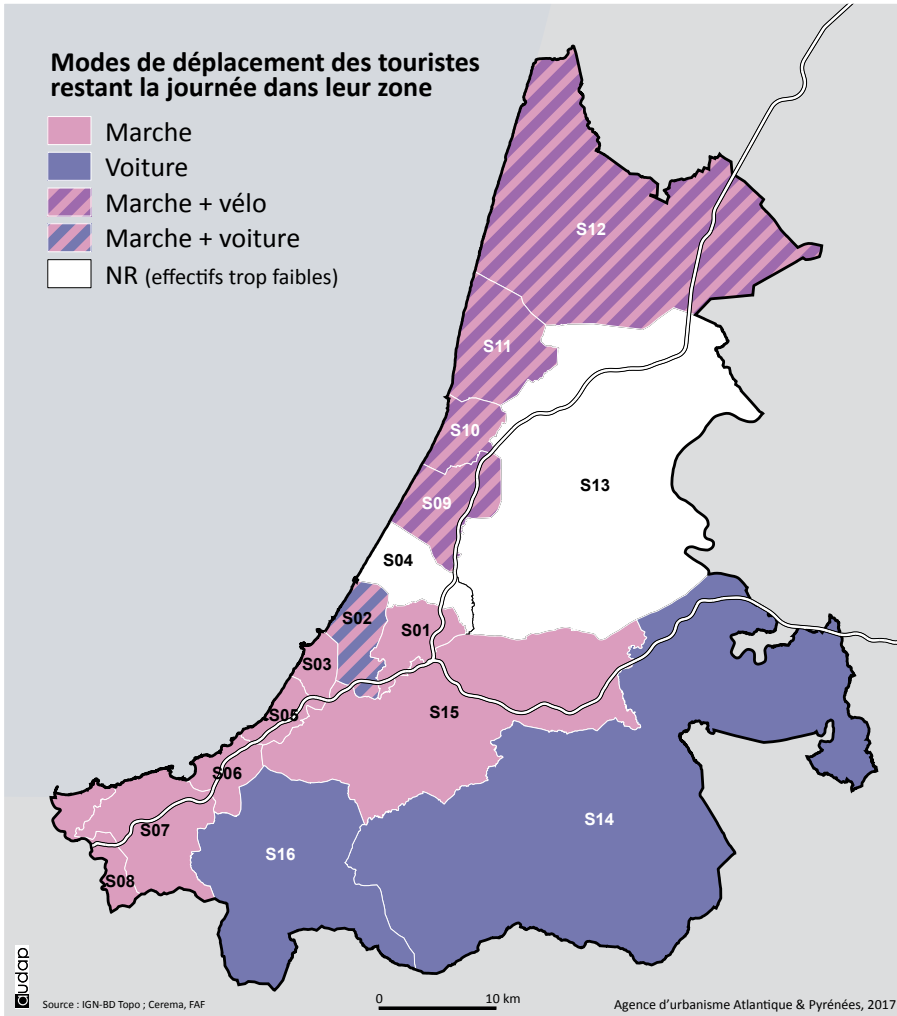 Modes de déplacement des touristes
restant la journée dans leur zone
Marche
Voiture
Marche + vélo
Marche + voiture
NR (effectifs trop faibles)
S12
S11
S10
S13
S09
S04
S02
S01
S03
S05
S15
S06
S07
S14
S16
S08
audap
Source : IGN-BD Topo ; Cerema, FAF
0
10 km
Agence d'urbanisme Atlantique & Pyrénées, 2017